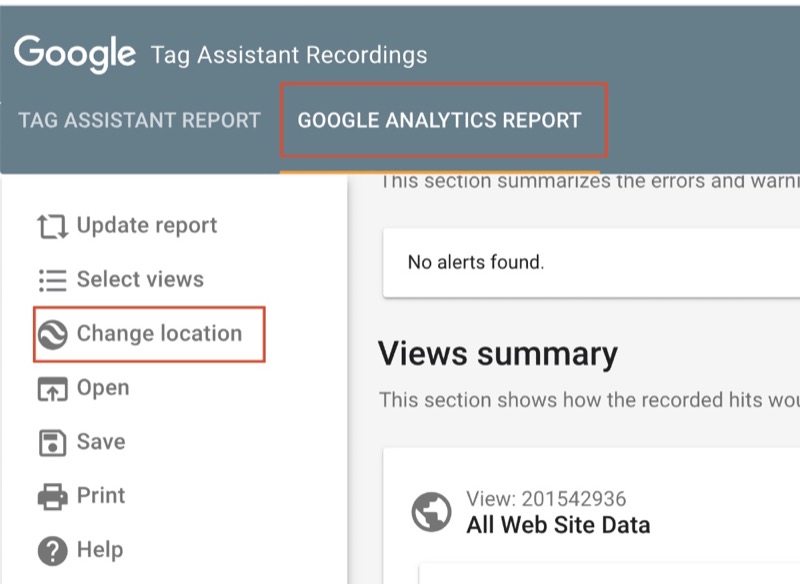 Google Tag Assistant Recordings
TAG ASSISTANT REPORT GOOGLE ANALYTICS REPORT
This section summarizes the errors and warni
Update report
Select views
Change location
Open
Save
Print
Help
No alerts found.
Views summary
This section shows how the recorded hits wou
View: 201542936
All Web Site Data